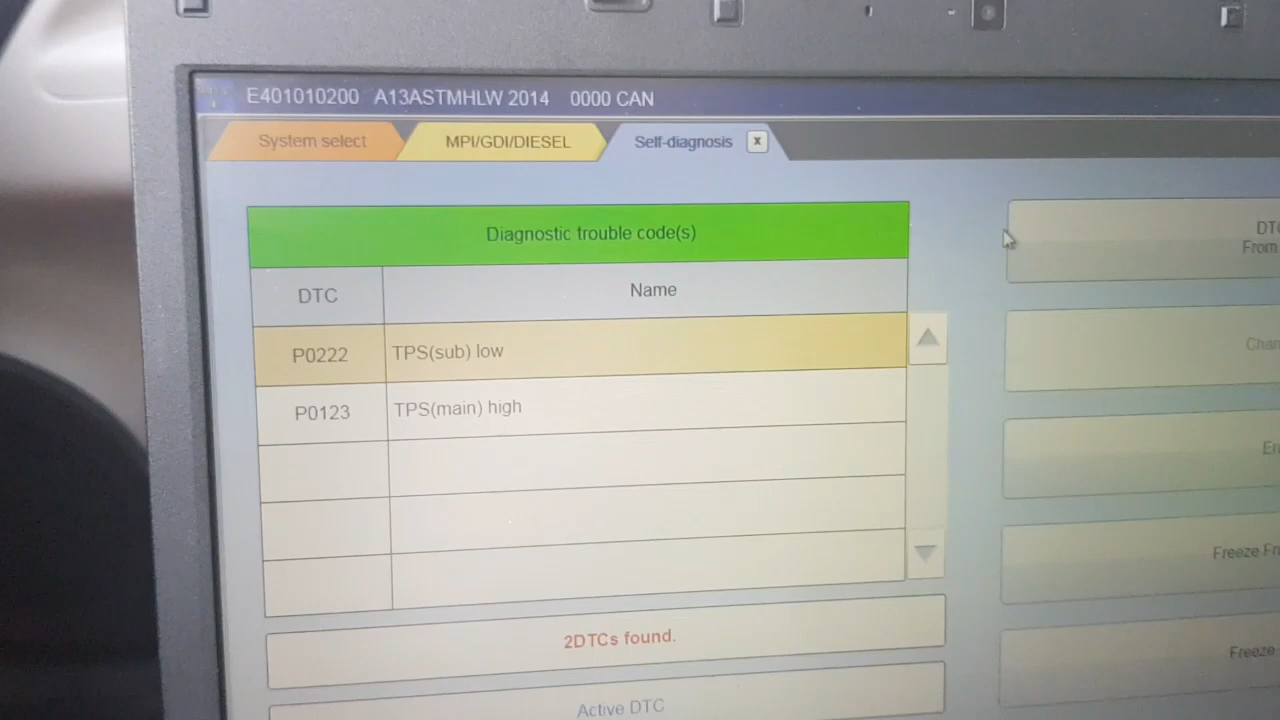 E401010200 A13ASTMHLW 2014 0000 CAN
System select MPI/GDI/DIESEL Self-diagnosis x
Diagnostic trouble code(s)
DTC Name
P0222 TPS(sub) low
P0123 TPS(main) high
2DTCs found.
Active DTC
From
Freeze